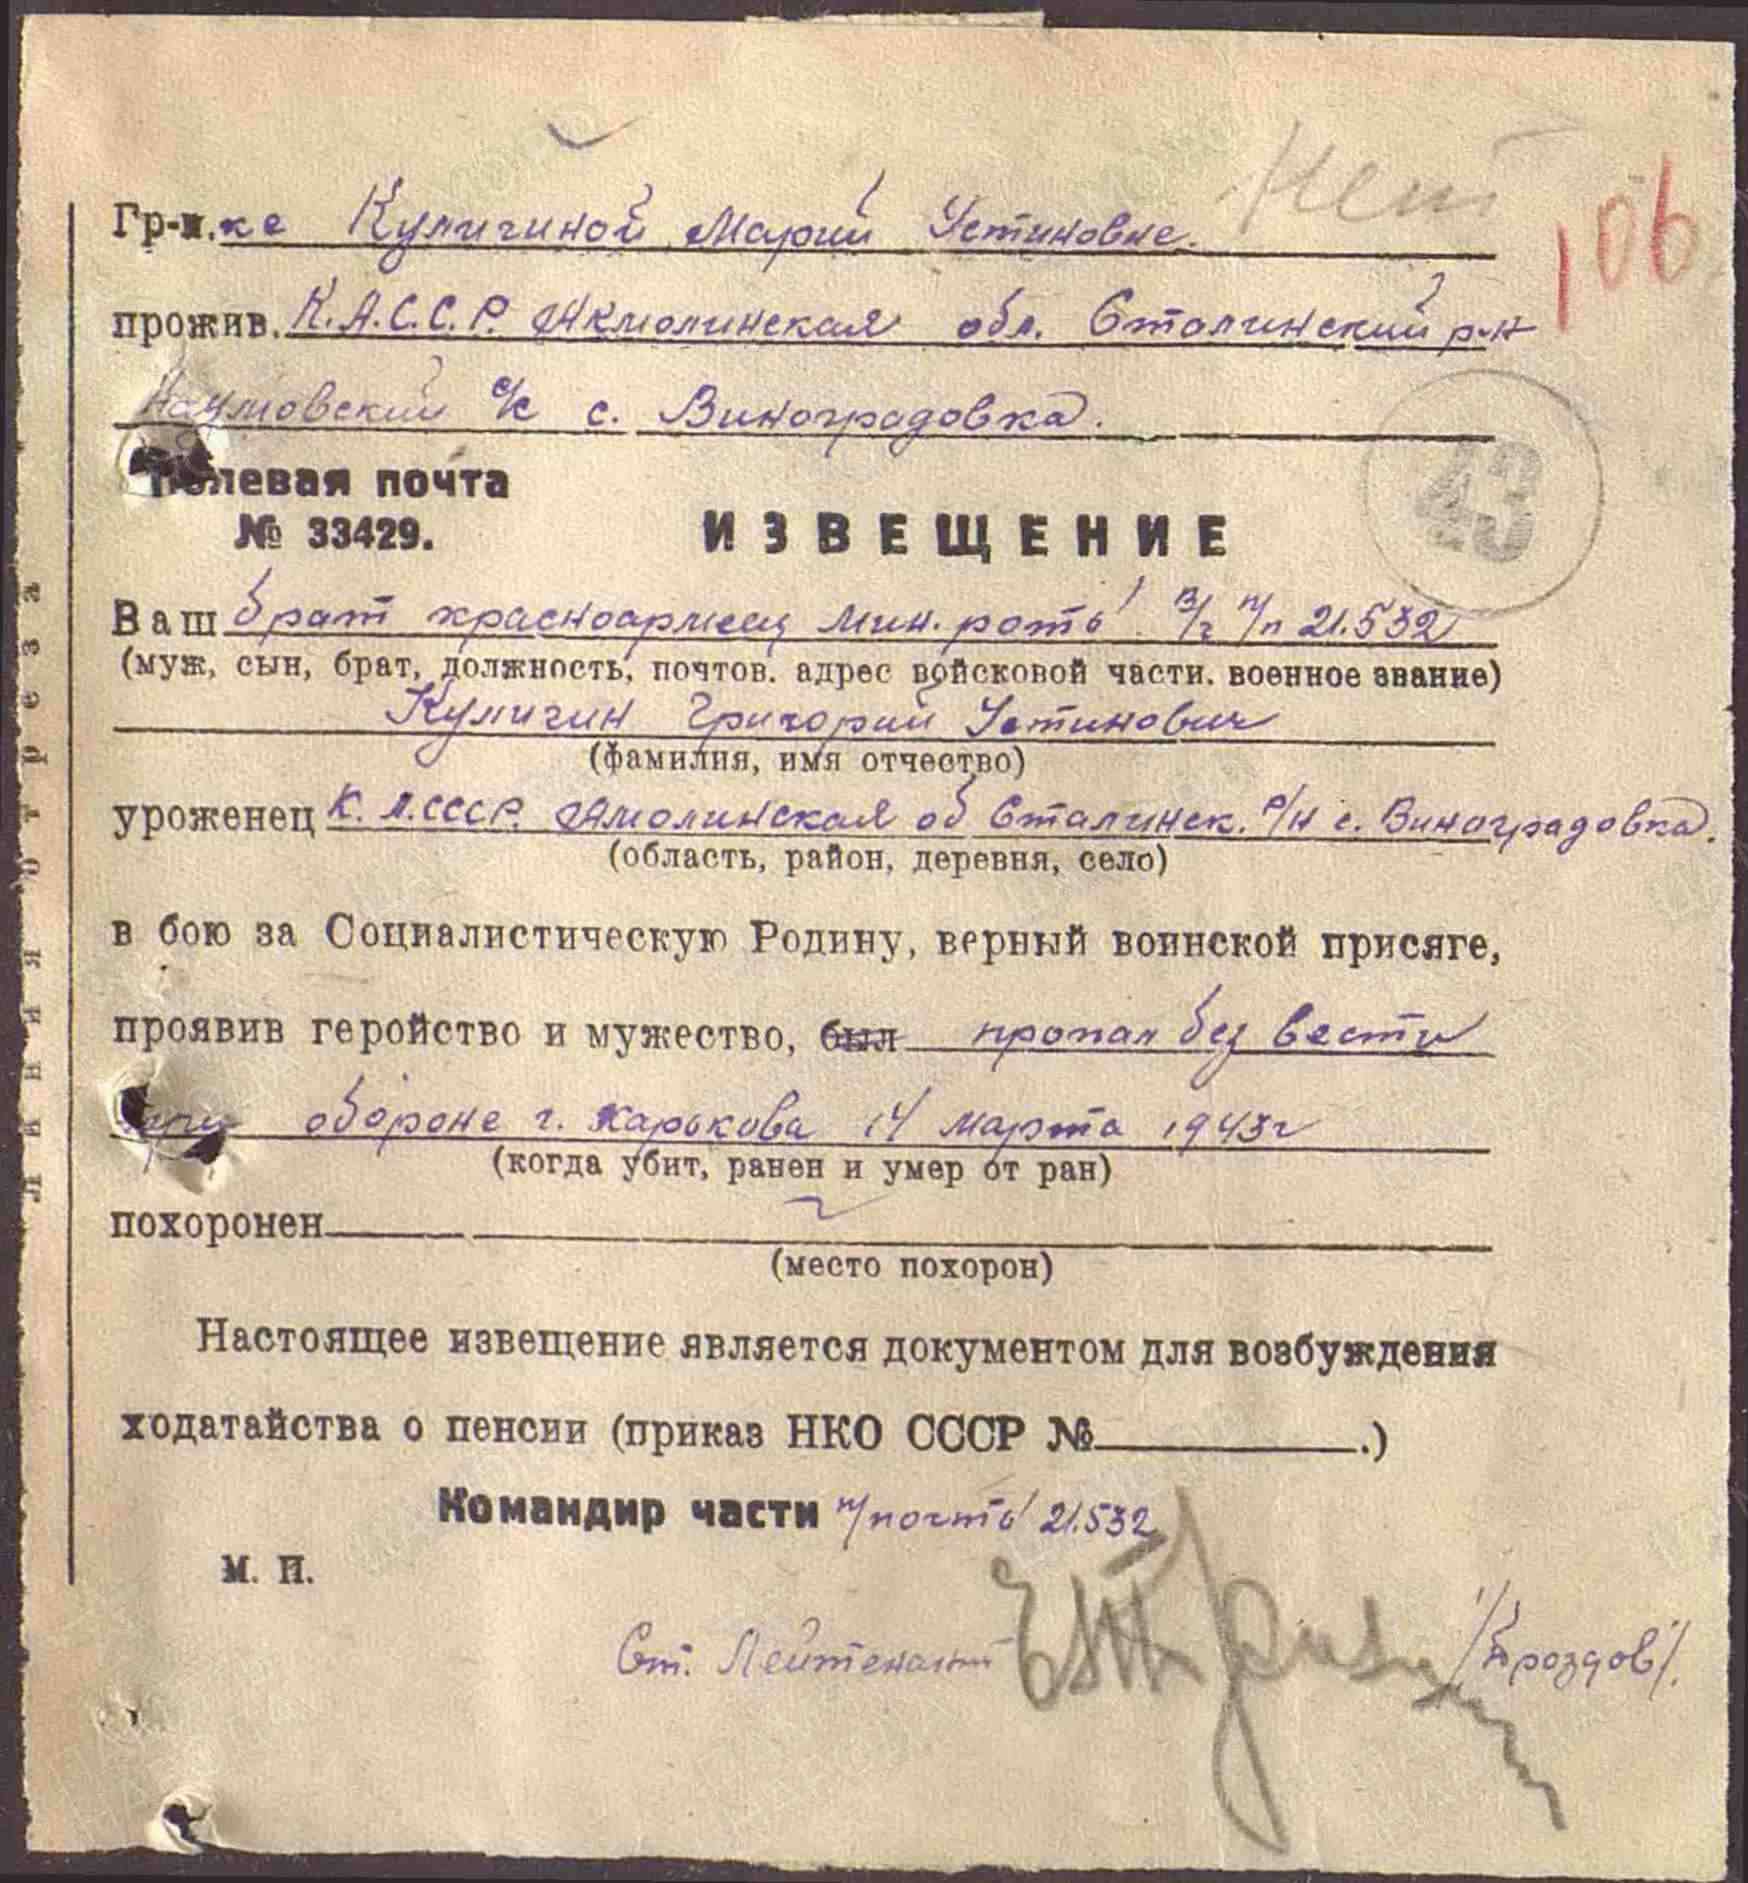 Нет
106
Гр-н.ке Куличиной Марии Устиновне.
прожив. К.А.С.С.Р. Акмолинская обл. Сталинский р-н
Наумовский с/с с. Виноградовка.
Полевая почта
№ 33429.
43
ИЗВЕЩЕНИЕ
Ваш брат красноармеец мин. роты в/ч п/п 21.532
(муж, сын, брат, должность, почтов. адрес войсковой части. военное звание)
Куличин Григорий Устинович
(фамилия, имя отчество)
уроженец К.А.СССР. Амолинская об Сталинск. р/н с. Виноградовка.
(область, район, деревня, село)
в бою за Социалистическую Родину, верный воинской присяге,
проявив геройство и мужество, был пропал без вести
при обороне г. Харькова 14 марта 1943г
(когда убит, ранен и умер от ран)
похоронен
(место похорон)
Настоящее извещение является документом для возбуждения
ходатайства о пенсии (приказ НКО СССР № .)
Командир части п/почты 21.532
М. П.
Ст. Лейтенант /Дроздов/.
линия отреза